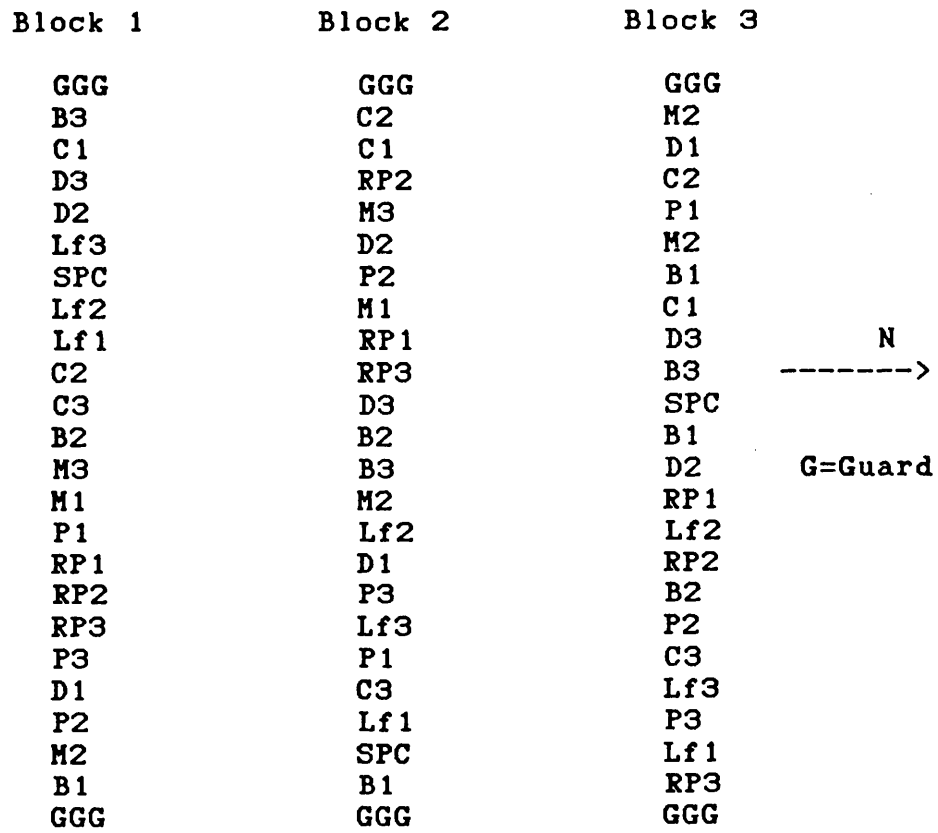 Block 1 Block 2 Block 3
GGG GGG GGG
B3 C2 M2
C1 C1 D1
D3 RP2 C2
D2 M3 P1
Lf3 D2 M2
SPC P2 B1
Lf2 M1 C1
Lf1 RP1 D3 N
C2 RP3 B3 ------->
C3 D3 SPC
B2 B2 B1
M3 B3 D2 G=Guard
M1 M2 RP1
P1 Lf2 Lf2
RP1 D1 RP2
RP2 P3 B2
RP3 Lf3 P2
P3 P1 C3
D1 C3 Lf3
P2 Lf1 P3
M2 SPC Lf1
B1 B1 RP3
GGG GGG GGG